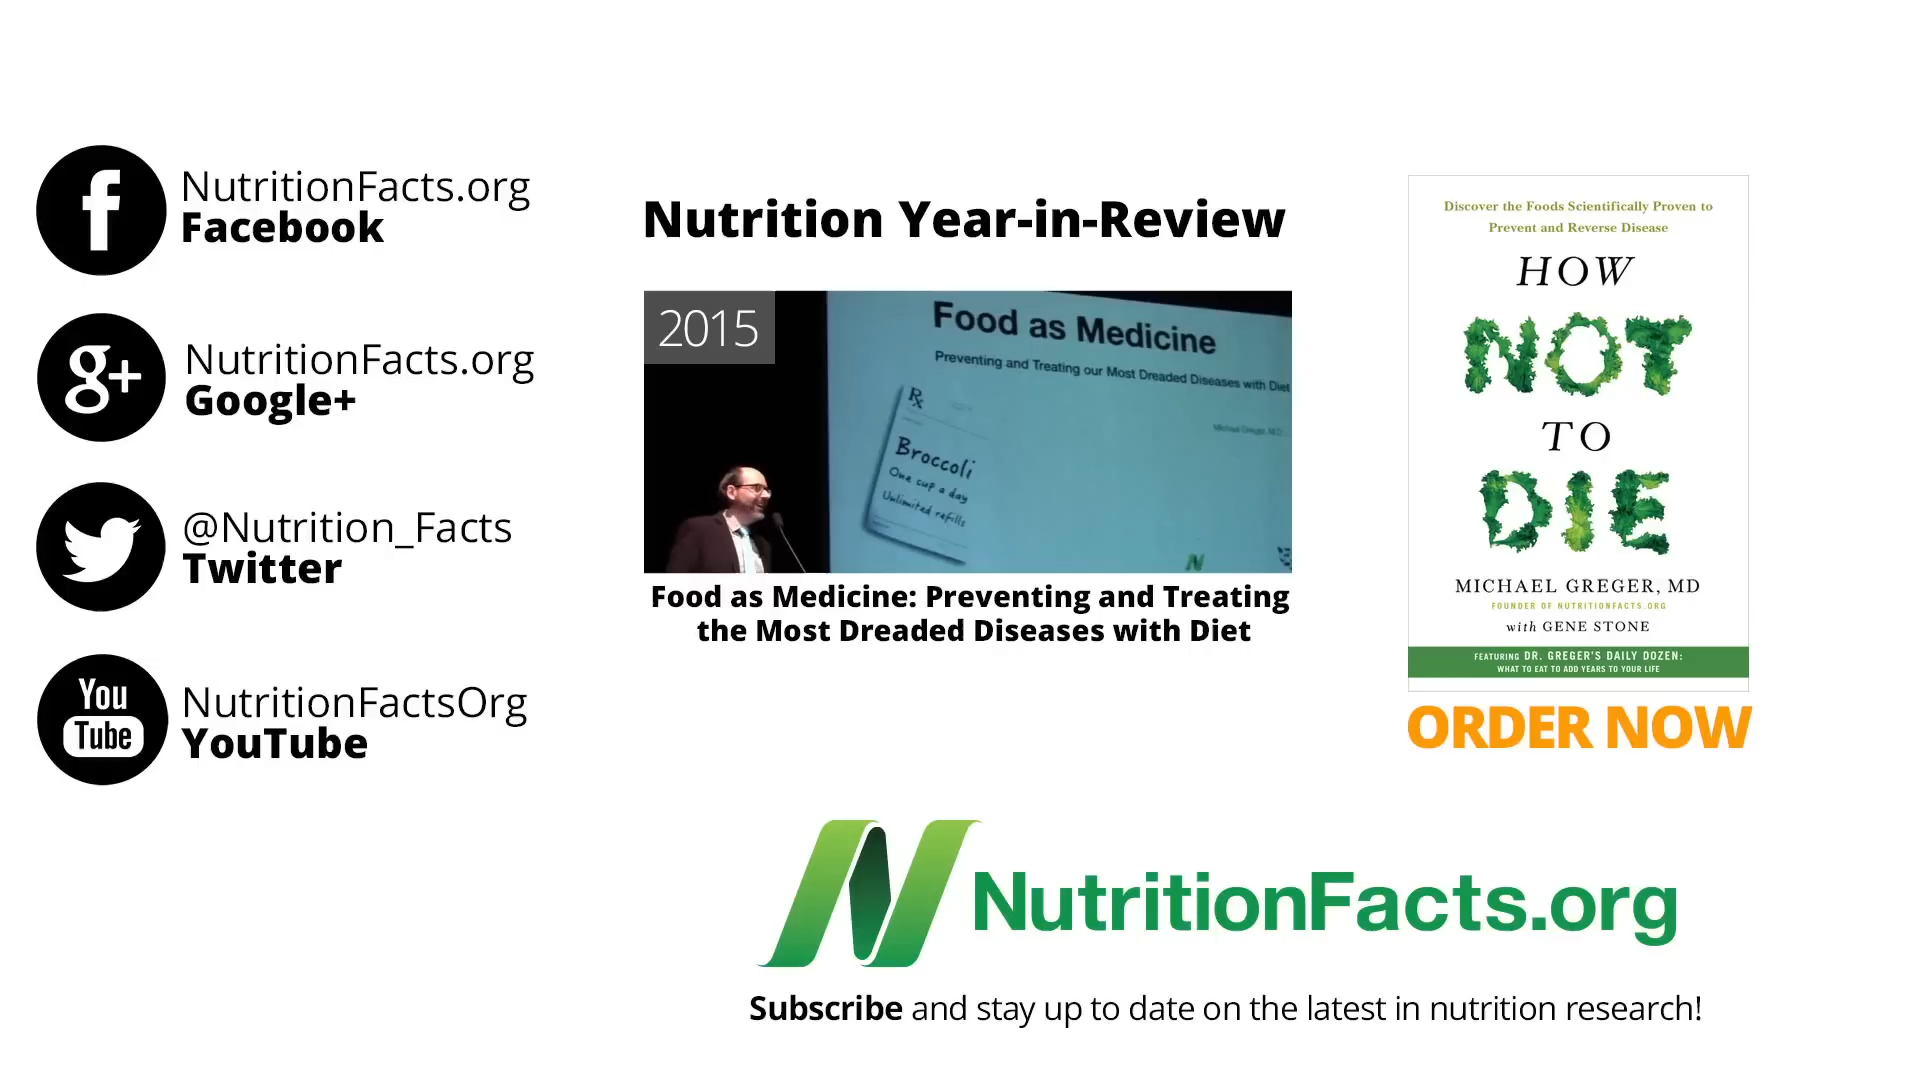 f
NutritionFacts.org
Facebook
g+
NutritionFacts.org
Google+
@Nutrition_Facts
Twitter
You
Tube
NutritionFactsOrg
YouTube
Nutrition Year-in-Review
2015
Food as Medicine
Preventing and Treating our Most Dreaded Diseases with Diet
Rx
Michael Greger, M.D.
Broccoli
One cup a day
Unlimited refills
Food as Medicine: Preventing and Treating
the Most Dreaded Diseases with Diet
Discover the Foods Scientifically Proven to
Prevent and Reverse Disease
HOW
NOT
TO
DIE
MICHAEL GREGER, MD
FOUNDER OF NUTRITIONFACTS.ORG
with GENE STONE
FEATURING DR. GREGER'S DAILY DOZEN:
WHAT TO EAT TO ADD YEARS TO YOUR LIFE
ORDER NOW
NutritionFacts.org
Subscribe and stay up to date on the latest in nutrition research!